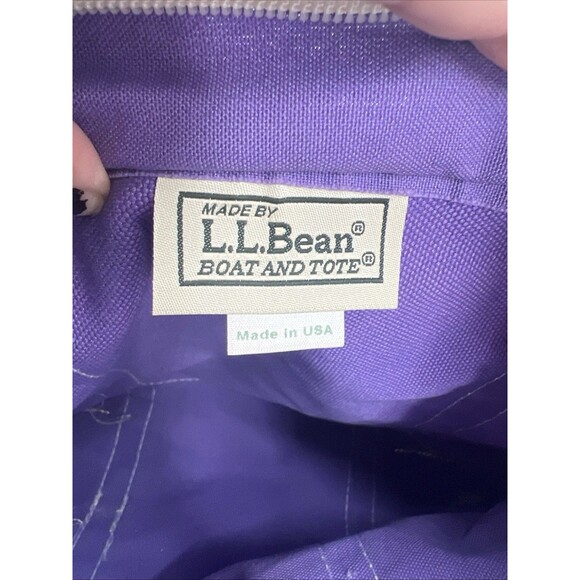 MADE BY
L.L.Bean®
BOAT AND TOTE®
Made in USA